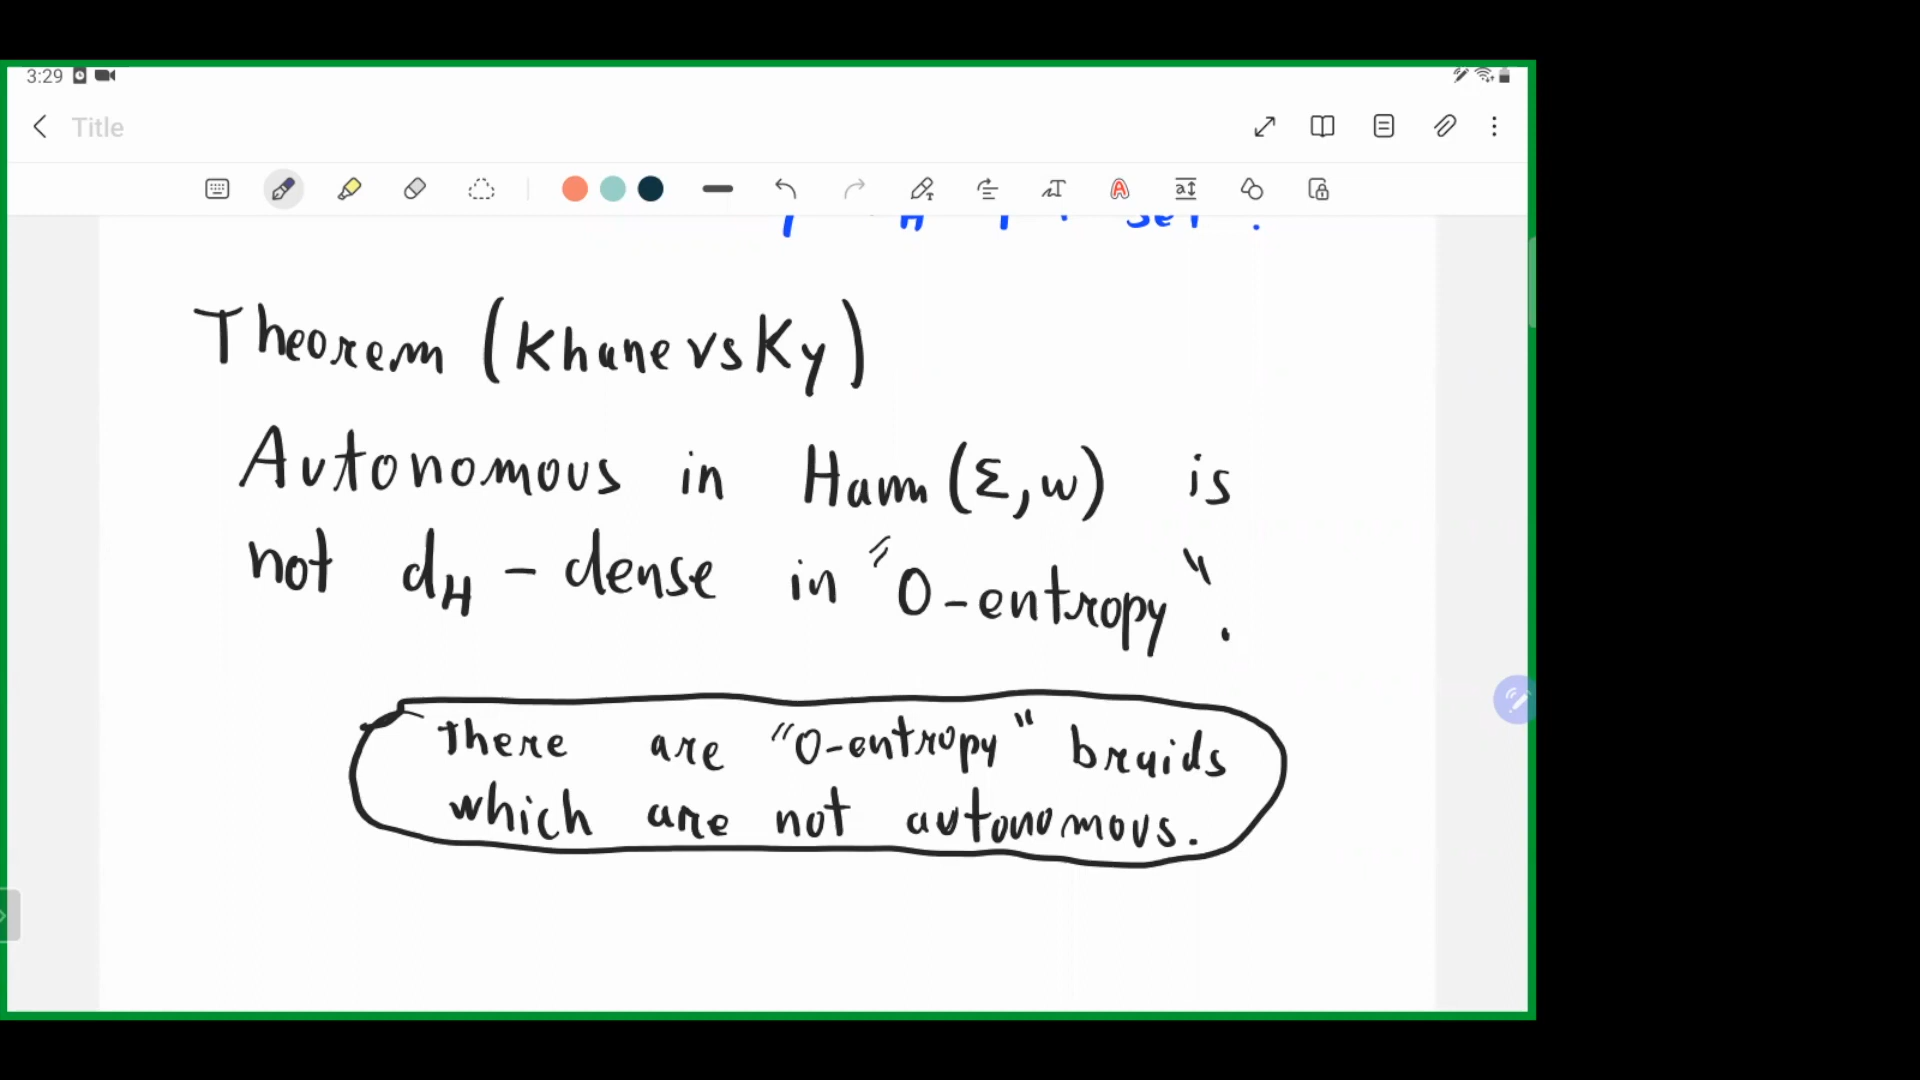 3:29
Title
Theorem (Khanevsky)
Autonomous in Ham(Σ,w) is
not dH - dense in "0-entropy".
There are "0-entropy" braids
which are not autonomous.